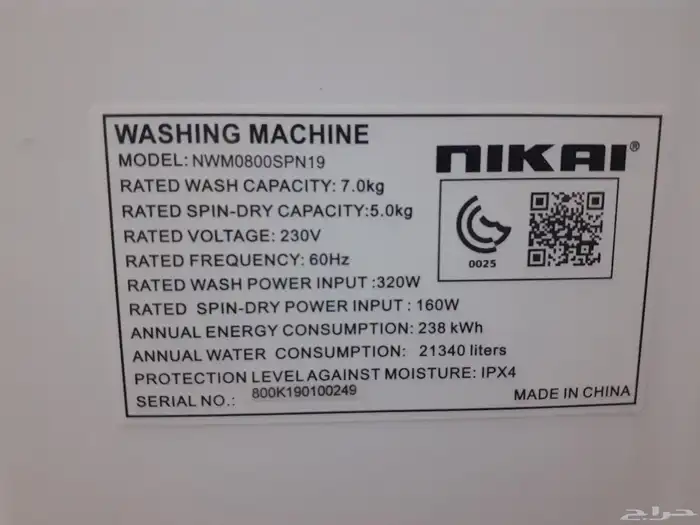 WASHING MACHINE
NIKAI®
MODEL: NWM0800SPN19
RATED WASH CAPACITY: 7.0kg
RATED SPIN-DRY CAPACITY:5.0kg
RATED VOLTAGE: 230V
RATED FREQUENCY: 60Hz
0025
RATED WASH POWER INPUT :320W
RATED SPIN-DRY POWER INPUT : 160W
ANNUAL ENERGY CONSUMPTION: 238 kWh
ANNUAL WATER CONSUMPTION: 21340 liters
PROTECTION LEVELAGAINST MOISTURE: IPX4
SERIAL NO.: 800K190100249
MADE IN CHINA
حراج